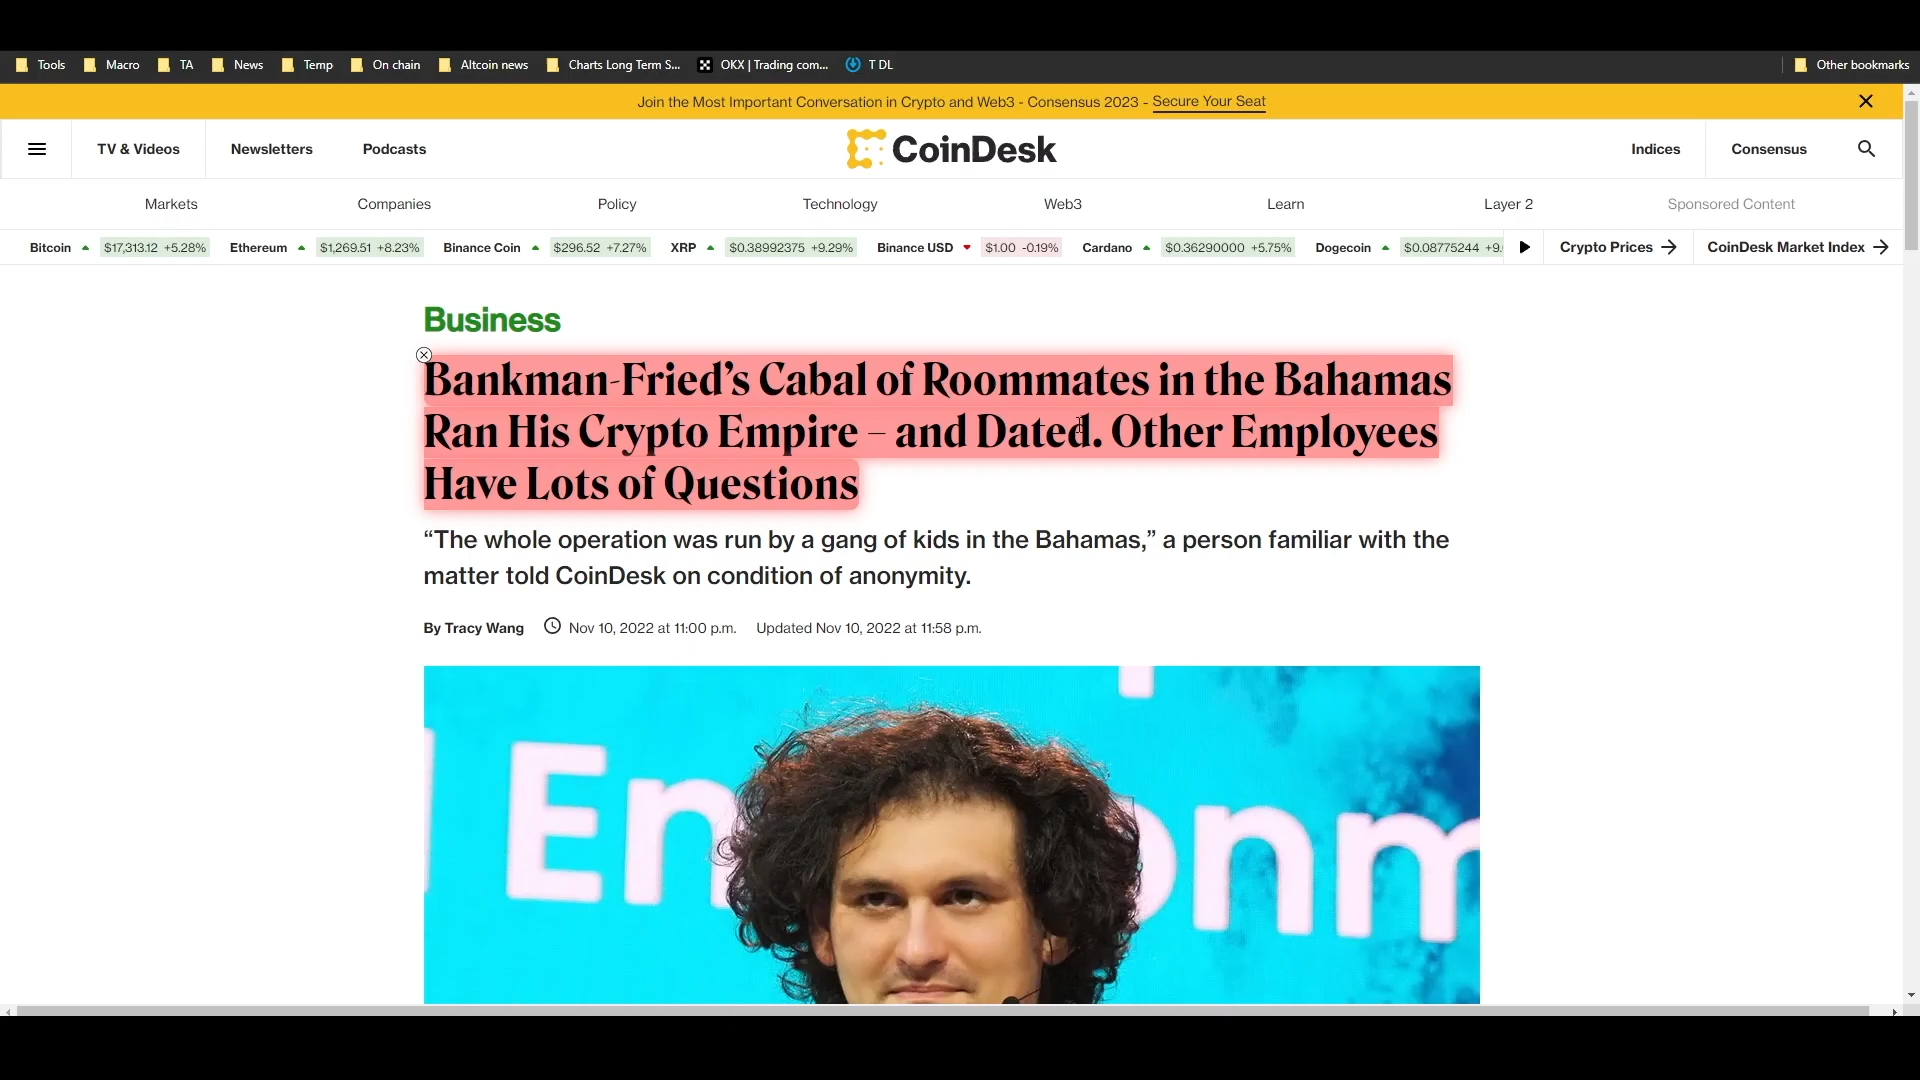 Tools Macro TA News Temp On chain Altcoin news Charts Long Term S... OKX | Trading com... T DL Other bookmarks
Join the Most Important Conversation in Crypto and Web3 - Consensus 2023 - Secure Your Seat
TV & Videos Newsletters Podcasts CoinDesk Indices Consensus
Markets Companies Policy Technology Web3 Learn Layer 2 Sponsored Content
Bitcoin $17,313.12 +5.28% Ethereum $1,269.51 +8.23% Binance Coin $296.52 +7.27% XRP $0.38992375 +9.29% Binance USD $1.00 -0.19% Cardano $0.36290000 +5.75% Dogecoin $0.08775244 +9. Crypto Prices → CoinDesk Market Index →
Business
Bankman-Fried’s Cabal of Roommates in the Bahamas
Ran His Crypto Empire – and Dated. Other Employees
Have Lots of Questions
“The whole operation was run by a gang of kids in the Bahamas,” a person familiar with the
matter told CoinDesk on condition of anonymity.
By Tracy Wang Nov 10, 2022 at 11:00 p.m. Updated Nov 10, 2022 at 11:58 p.m.
En onm